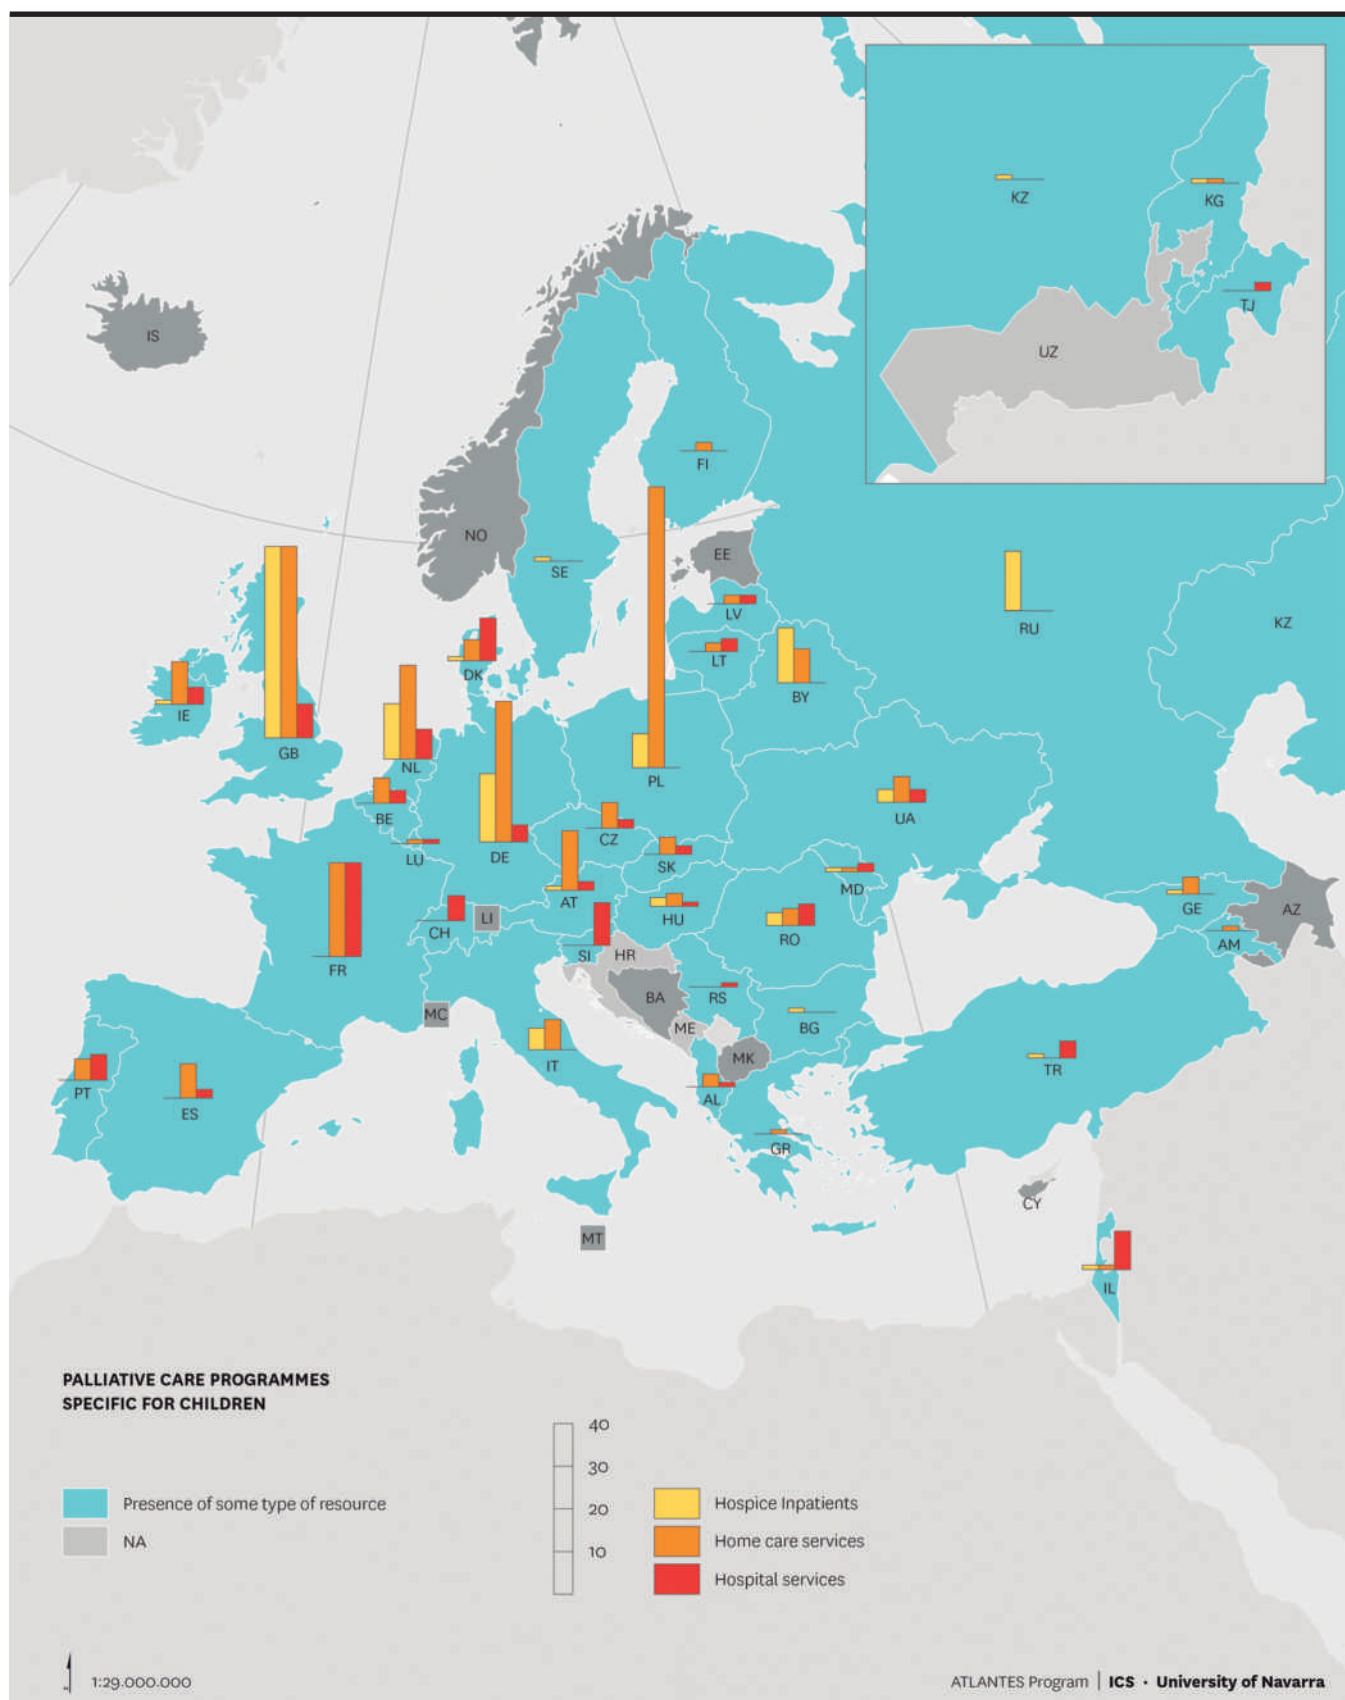 KZ
KG
TJ
UZ
IS
FI
NO
EE
SE
LV
RU
KZ
LT
DK
BY
IE
GB
NL
PL
BE
UA
CZ
LU
DE
SK
MD
AT
HU
GE
AZ
CH
LI
RO
AM
SI
HR
FR
BA
RS
MC
ME
BG
MK
IT
TR
PT
AL
ES
GR
CY
MT
IL
PALLIATIVE CARE PROGRAMMES
SPECIFIC FOR CHILDREN
Presence of some type of resource
NA
40
30
20
10
Hospice Inpatients
Home care services
Hospital services
1:29.000.000
ATLANTES Program | ICS · University of Navarra